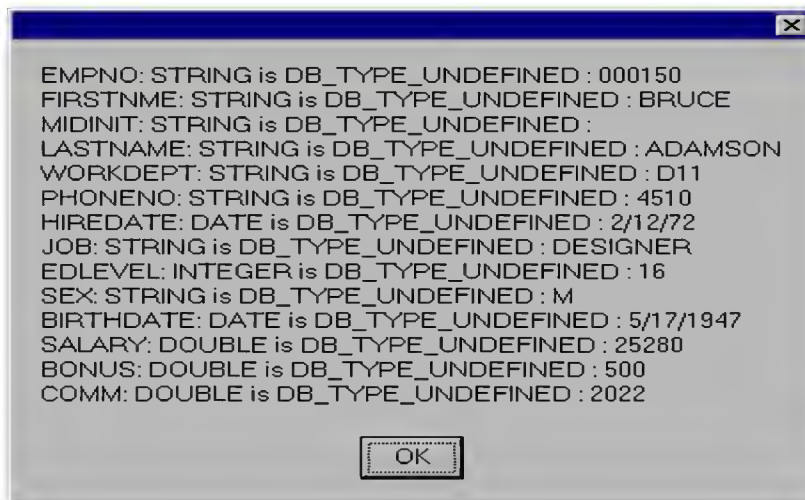 EMPNO: STRING is DB_TYPE_UNDEFINED : 000150
FIRSTNME: STRING is DB_TYPE_UNDEFINED : BRUCE
MIDINIT: STRING is DB_TYPE_UNDEFINED :
LASTNAME: STRING is DB_TYPE_UNDEFINED : ADAMSON
WORKDEPT: STRING is DB_TYPE_UNDEFINED : D11
PHONENO: STRING is DB_TYPE_UNDEFINED : 4510
HIREDATE: DATE is DB_TYPE_UNDEFINED : 2/12/72
JOB: STRING is DB_TYPE_UNDEFINED : DESIGNER
EDLEVEL: INTEGER is DB_TYPE_UNDEFINED : 16
SEX: STRING is DB_TYPE_UNDEFINED : M
BIRTHDATE: DATE is DB_TYPE_UNDEFINED : 5/17/1947
SALARY: DOUBLE is DB_TYPE_UNDEFINED : 25280
BONUS: DOUBLE is DB_TYPE_UNDEFINED : 500
COMM: DOUBLE is DB_TYPE_UNDEFINED : 2022
OK